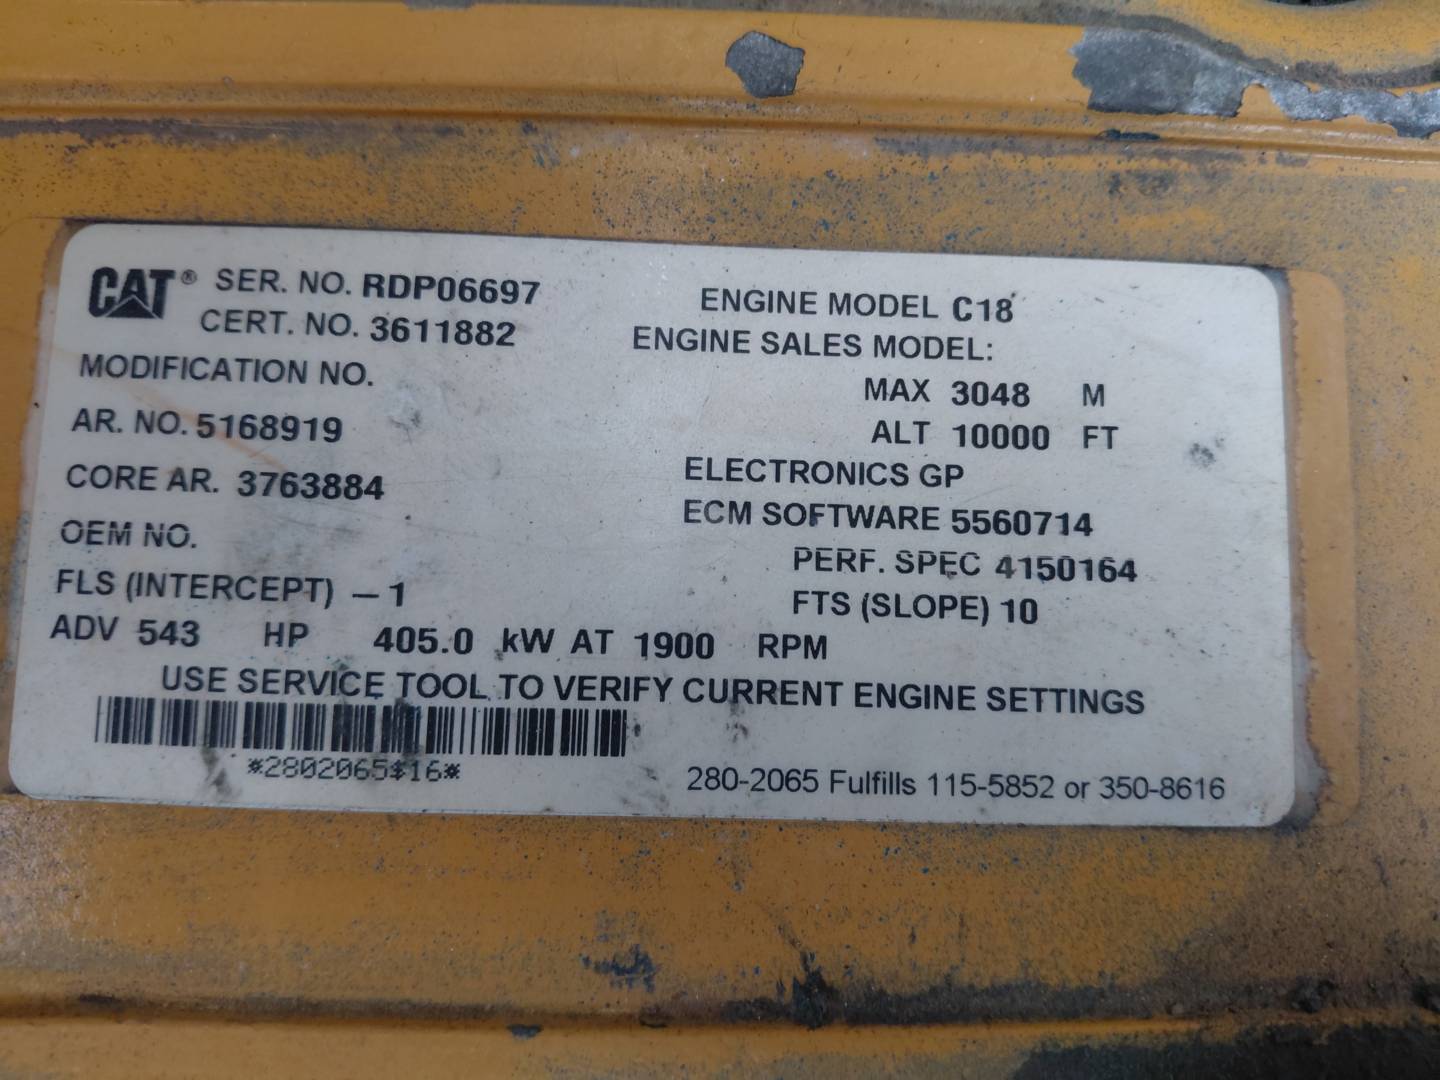 CAT® SER. NO. RDP06697
CERT. NO. 3611882
MODIFICATION NO.
AR. NO. 5168919
CORE AR. 3763884
OEM NO.
FLS (INTERCEPT) –1
ENGINE MODEL C18
ENGINE SALES MODEL:
MAX 3048 M
ALT 10000 FT
ELECTRONICS GP
ECM SOFTWARE 5560714
PERF. SPEC 4150164
FTS (SLOPE) 10
ADV 543 HP 405.0 kW AT 1900 RPM
USE SERVICE TOOL TO VERIFY CURRENT ENGINE SETTINGS
*2802065$16*
280-2065 Fulfills 115-5852 or 350-8616